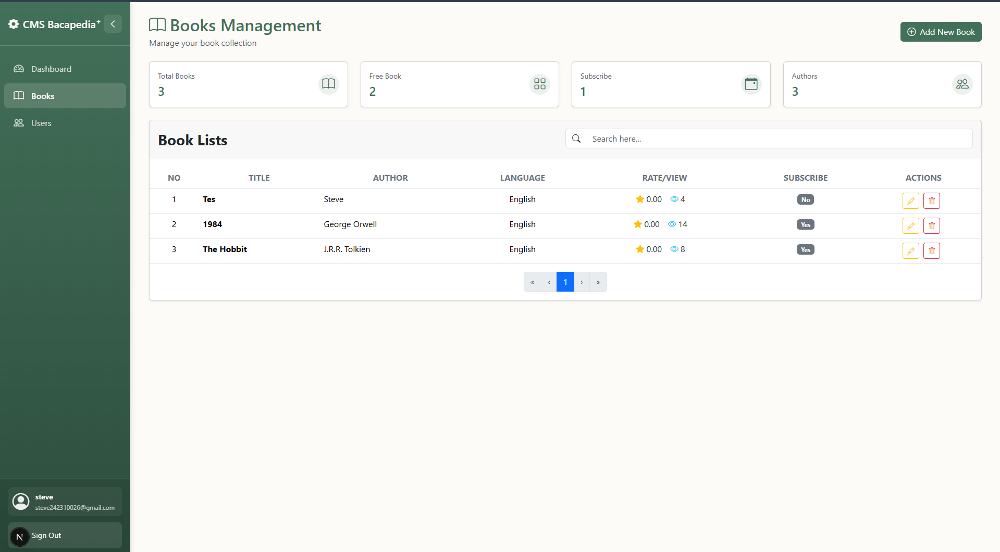 CMS Bacapedia+
Dashboard
Books
Users
steve
steve242310026@gmail.com
N
Sign Out
Books Management
Manage your book collection
Add New Book
Total Books
3
Free Book
2
Subscribe
1
Authors
3
Book Lists
Search here...
NO TITLE AUTHOR LANGUAGE RATE/VIEW SUBSCRIBE ACTIONS
1 Tes Steve English 0.00 4 No
2 1984 George Orwell English 0.00 14 Yes
3 The Hobbit J.R.R. Tolkien English 0.00 8 Yes
« ‹ 1 › »